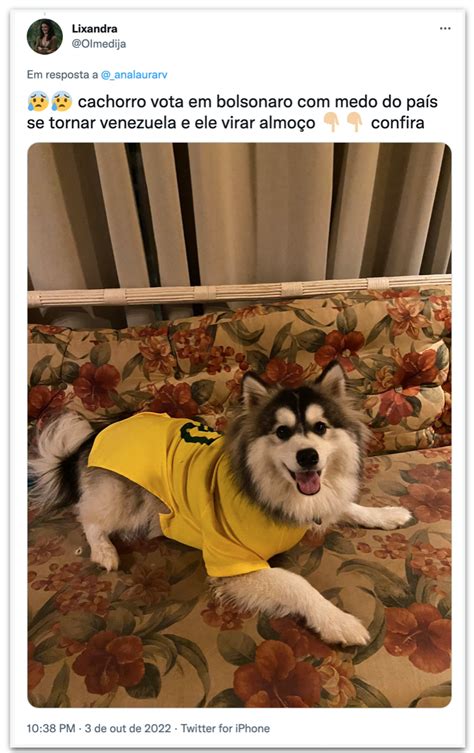 Lixandra
@Olmedija
Em resposta a @_analaurarv
😰😰 cachorro vota em bolsonaro com medo do país
se tornar venezuela e ele virar almoço 👇🏻👇🏻 confira
10:38 PM · 3 de out de 2022 · Twitter for iPhone